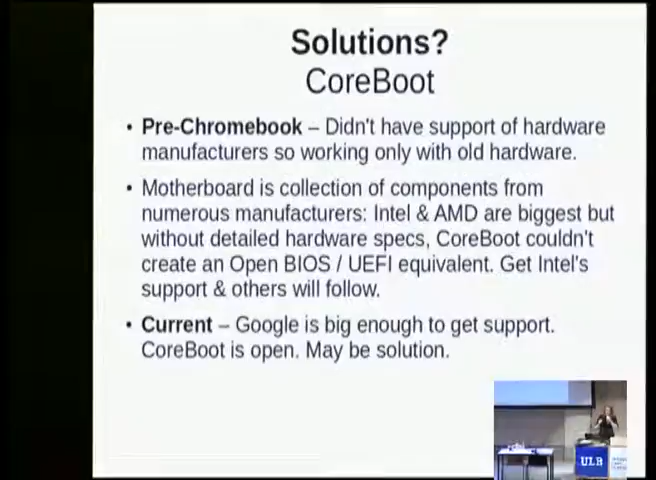 Solutions?
CoreBoot
• Pre-Chromebook – Didn't have support of hardware
manufacturers so working only with old hardware.
• Motherboard is collection of components from
numerous manufacturers: Intel & AMD are biggest but
without detailed hardware specs, CoreBoot couldn't
create an Open BIOS / UEFI equivalent. Get Intel's
support & others will follow.
• Current – Google is big enough to get support.
CoreBoot is open. May be solution.
ULB